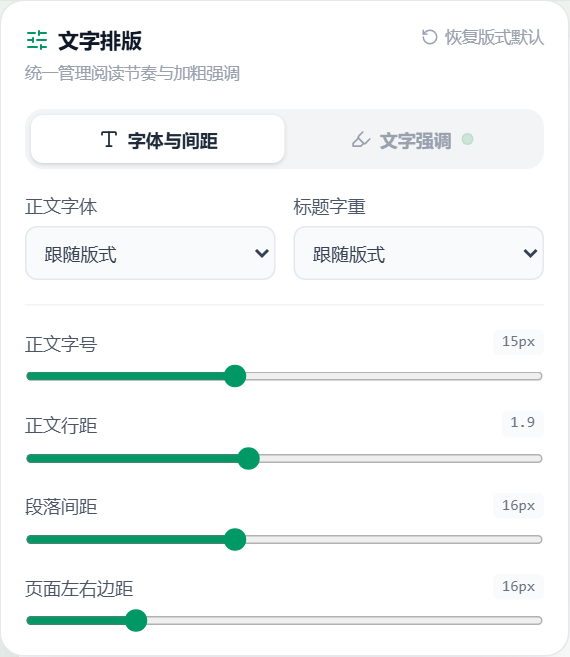 文字排版
恢复版式默认
统一管理阅读节奏与加粗强调
字体与间距
文字强调
正文字体
标题字重
跟随版式
跟随版式
正文字号
15px
正文行距
1.9
段落间距
16px
页面左右边距
16px